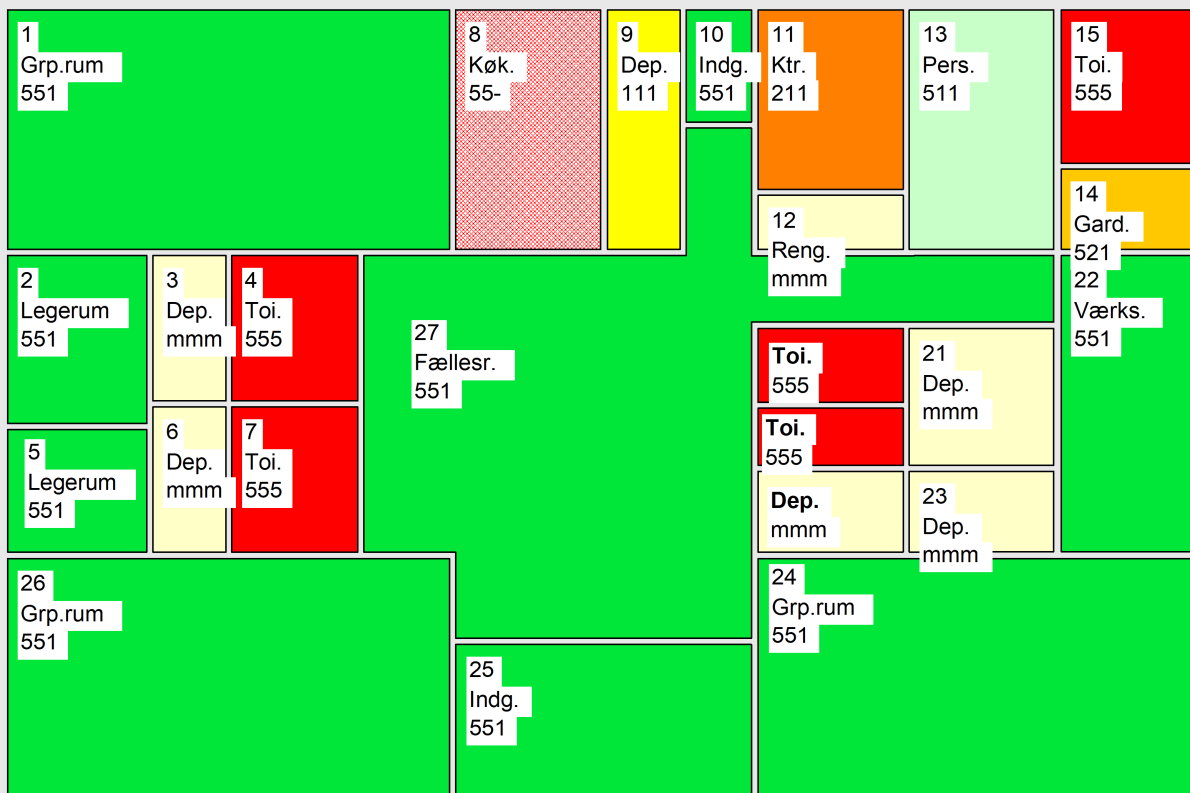 1
Grp.rum
551
8
Køk.
55-
9
Dep.
111
10
Indg.
551
11
Ktr.
211
13
Pers.
511
15
Toi.
555
12
Reng.
mmm
14
Gard.
521
2
Legerum
551
3
Dep.
mmm
4
Toi.
555
27
Fællesr.
551
22
Værks.
551
Toi.
555
21
Dep.
mmm
5
Legerum
551
6
Dep.
mmm
7
Toi.
555
Toi.
555
Dep.
mmm
23
Dep.
mmm
26
Grp.rum
551
25
Indg.
551
24
Grp.rum
551